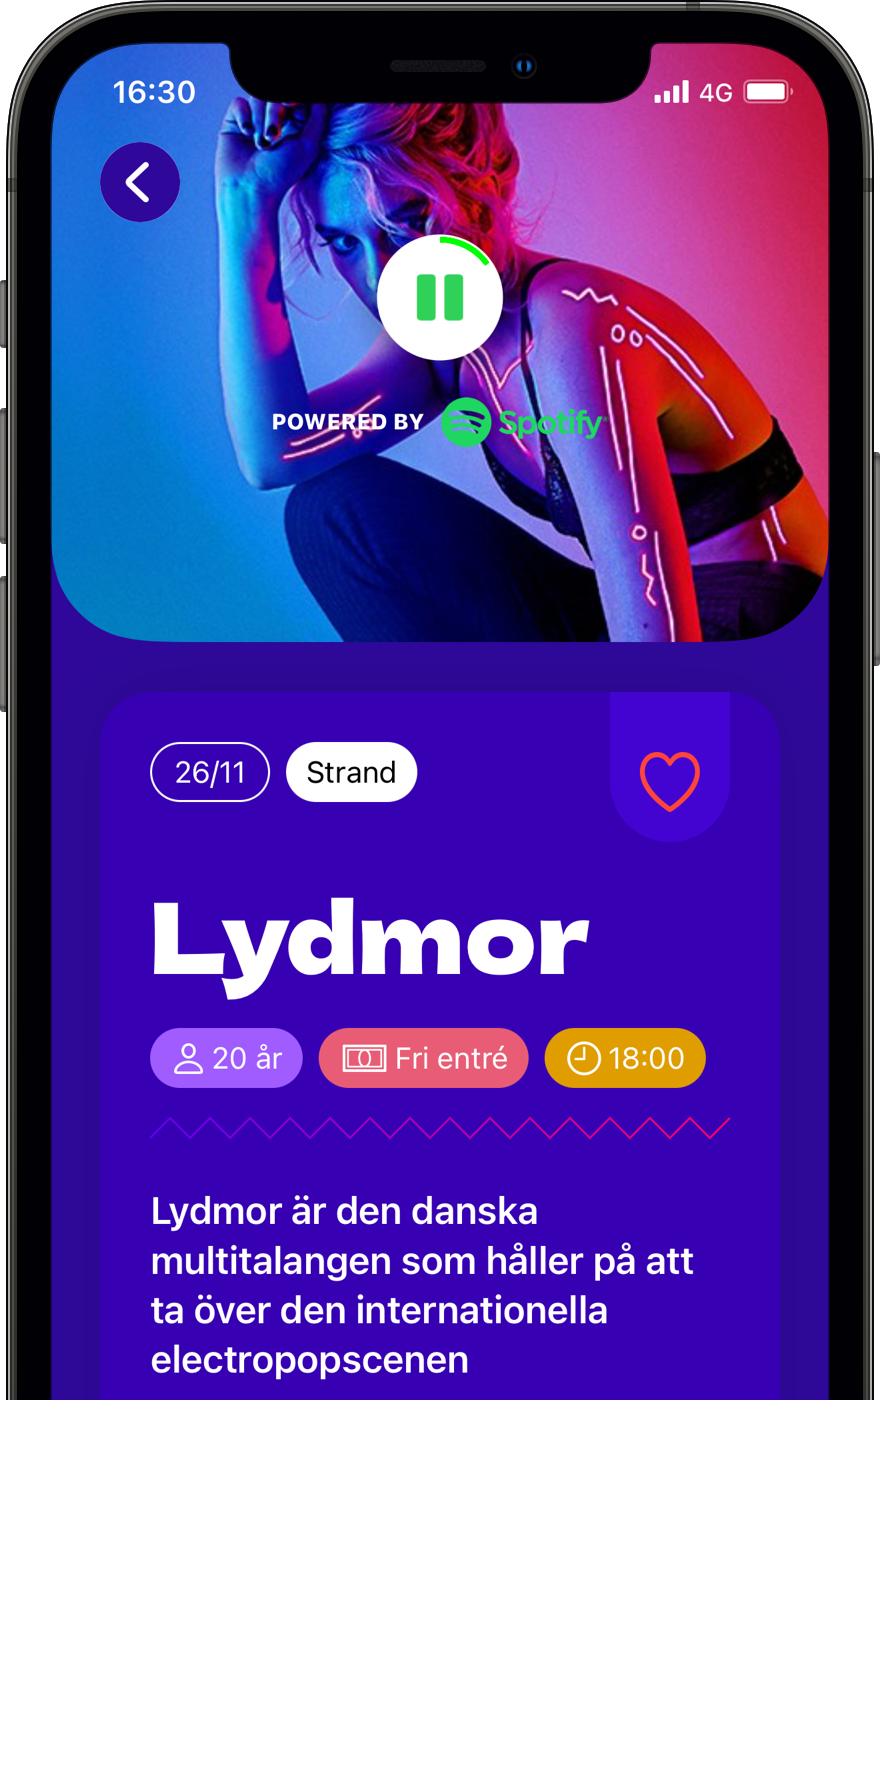 16:30
4G
POWERED BY Spotify
26/11
Strand
Lydmor
20 år
Fri entré
18:00
Lydmor är den danska
multitalangen som håller på att
ta över den internationella
electropopscenen